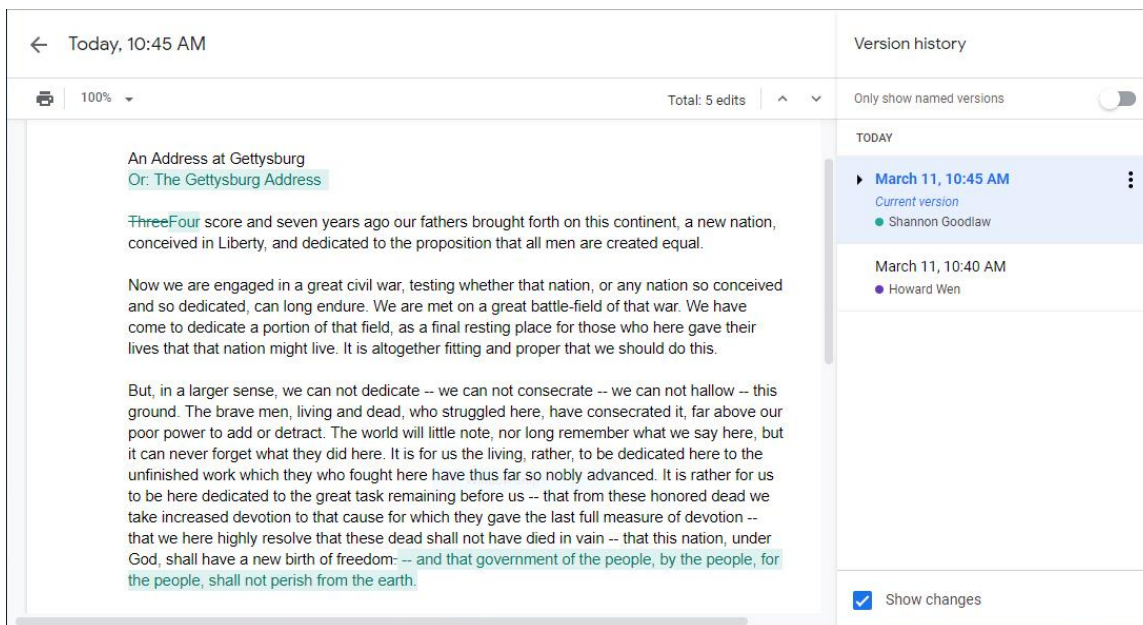 Today, 10:45 AM
Version history
100%
Total: 5 edits
Only show named versions
An Address at Gettysburg
Or: The Gettysburg Address
ThreeFour score and seven years ago our fathers brought forth on this continent, a new nation,
conceived in Liberty, and dedicated to the proposition that all men are created equal.
Now we are engaged in a great civil war, testing whether that nation, or any nation so conceived
and so dedicated, can long endure. We are met on a great battle-field of that war. We have
come to dedicate a portion of that field, as a final resting place for those who here gave their
lives that that nation might live. It is altogether fitting and proper that we should do this.
But, in a larger sense, we can not dedicate -- we can not consecrate -- we can not hallow -- this
ground. The brave men, living and dead, who struggled here, have consecrated it, far above our
poor power to add or detract. The world will little note, nor long remember what we say here, but
it can never forget what they did here. It is for us the living, rather, to be dedicated here to the
unfinished work which they who fought here have thus far so nobly advanced. It is rather for us
to be here dedicated to the great task remaining before us -- that from these honored dead we
take increased devotion to that cause for which they gave the last full measure of devotion --
that we here highly resolve that these dead shall not have died in vain -- that this nation, under
God, shall have a new birth of freedom. -- and that government of the people, by the people, for
the people, shall not perish from the earth.
TODAY
March 11, 10:45 AM
Current version
Shannon Goodlaw
March 11, 10:40 AM
Howard Wen
Show changes